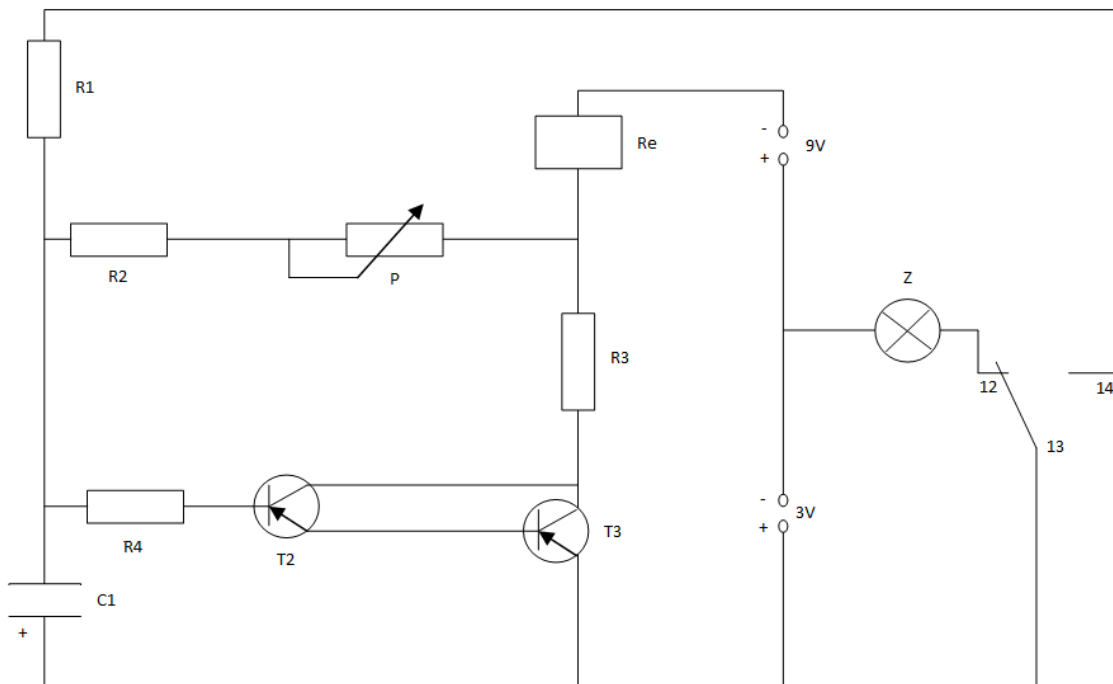 R1
Re
-
+
9V
R2
P
Z
R3
12
14
13
-
+
3V
R4
T2
T3
C1
+